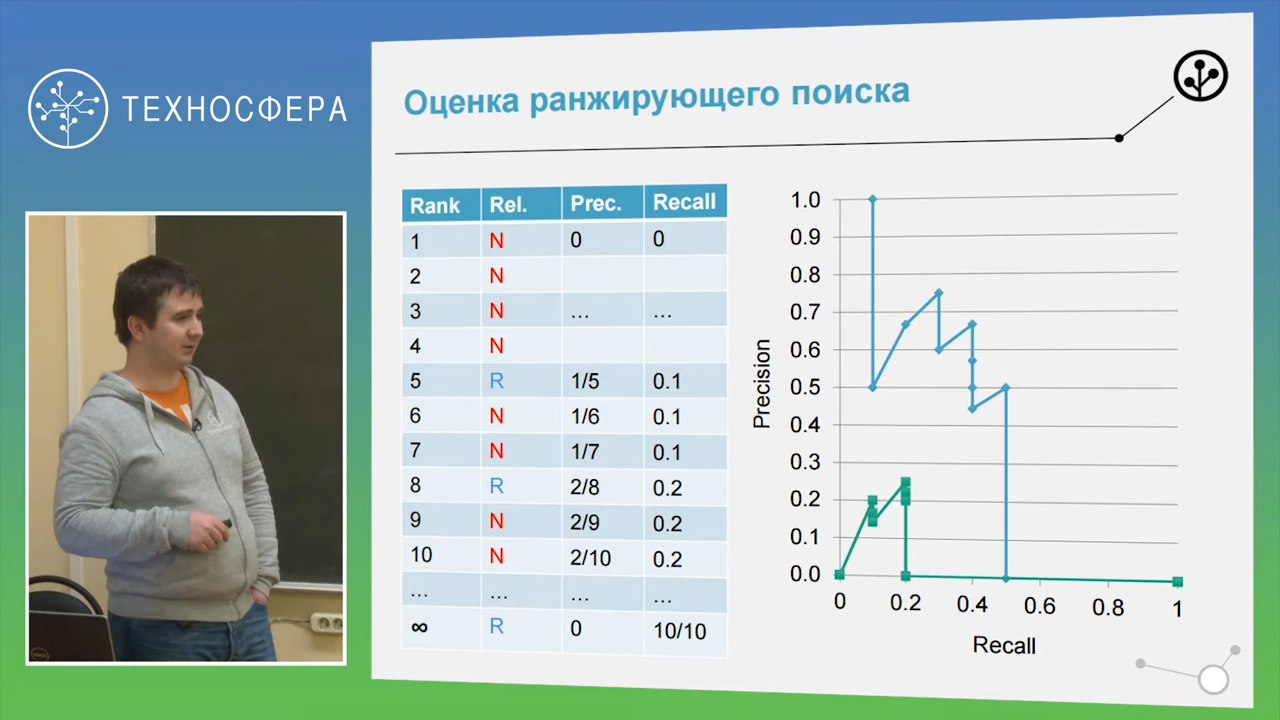 ТЕХНОСФЕРА
Оценка ранжирующего поиска
Rank Rel. Prec. Recall
1 N 0 0
2 N
3 N ... ...
4 N
5 R 1/5 0.1
6 N 1/6 0.1
7 N 1/7 0.1
8 R 2/8 0.2
9 N 2/9 0.2
10 N 2/10 0.2
... ... ... ...
∞ R 0 10/10
Precision
1.0
0.9
0.8
0.7
0.6
0.5
0.4
0.3
0.2
0.1
0.0
0 0.2 0.4 0.6 0.8 1
Recall
DELL